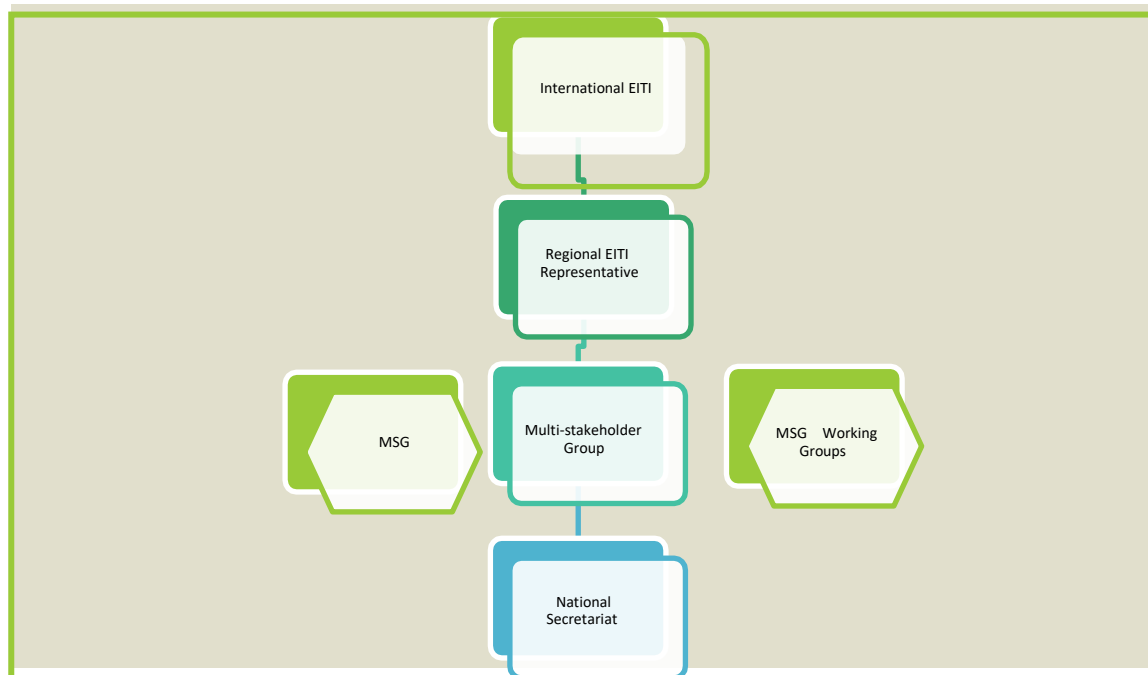 International EITI
Regional EITI
Representative
MSG
Multi-stakeholder
Group
MSG Working
Groups
National
Secretariat